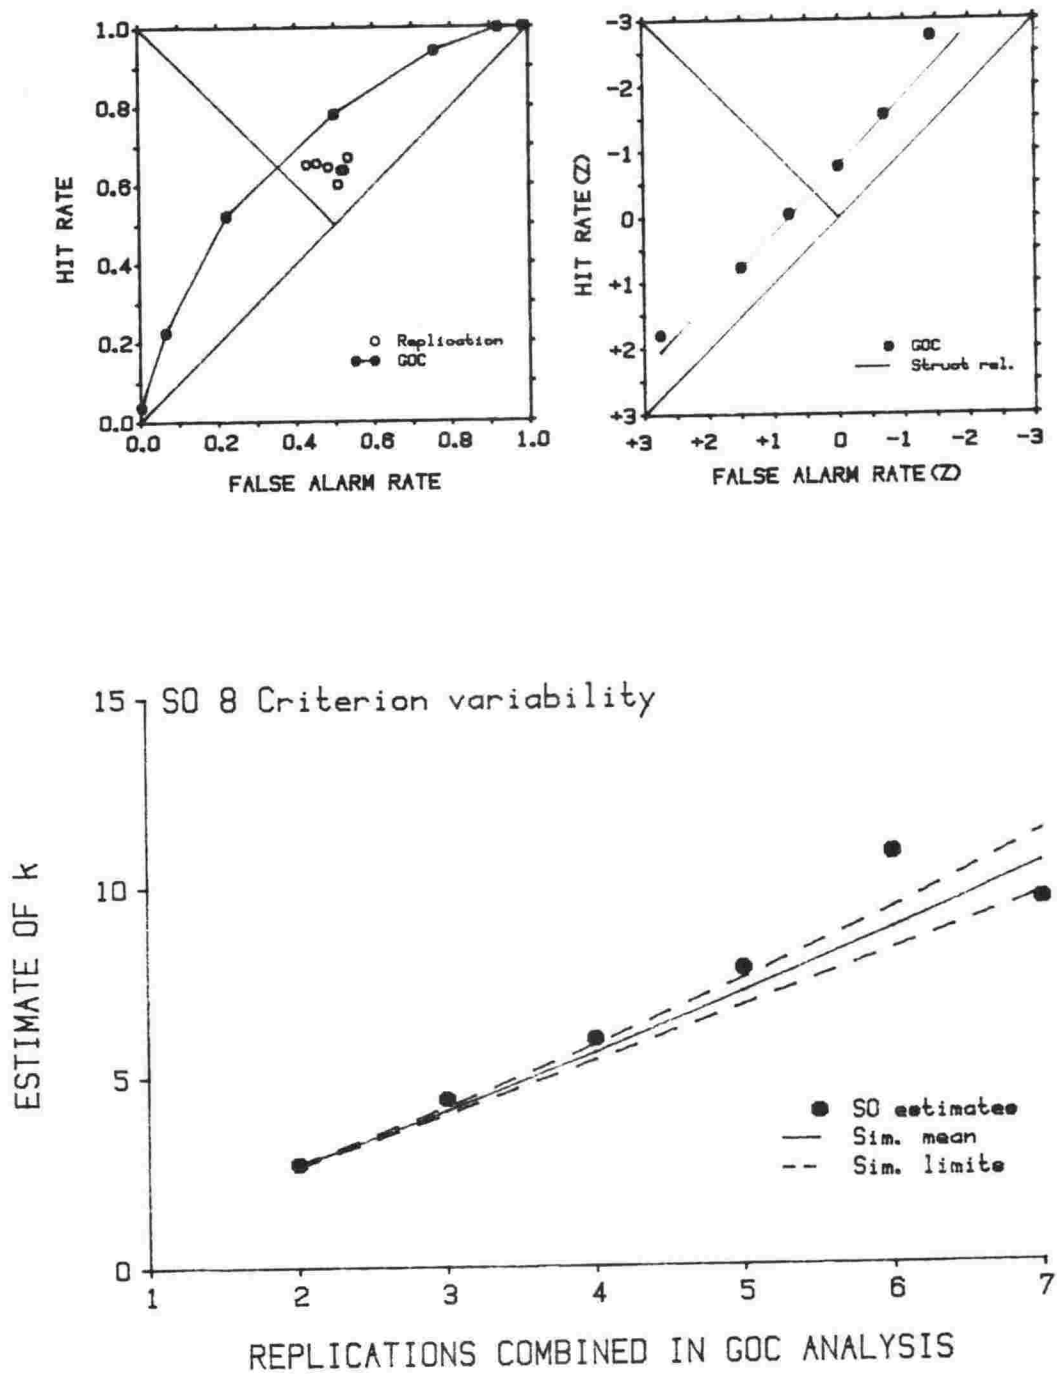 1.0
0.8
0.6
0.4
0.2
0.0
HIT RATE
Replication
GOC
0.0 0.2 0.4 0.6 0.8 1.0
FALSE ALARM RATE
-3
-2
-1
0
+1
+2
+3
HIT RATE(Z)
GOC
Struct rel.
+3 +2 +1 0 -1 -2 -3
FALSE ALARM RATE(Z)
SO 8 Criterion variability
15
10
5
0
ESTIMATE OF k
SO estimates
Sim. mean
Sim. limits
1 2 3 4 5 6 7
REPLICATIONS COMBINED IN GOC ANALYSIS